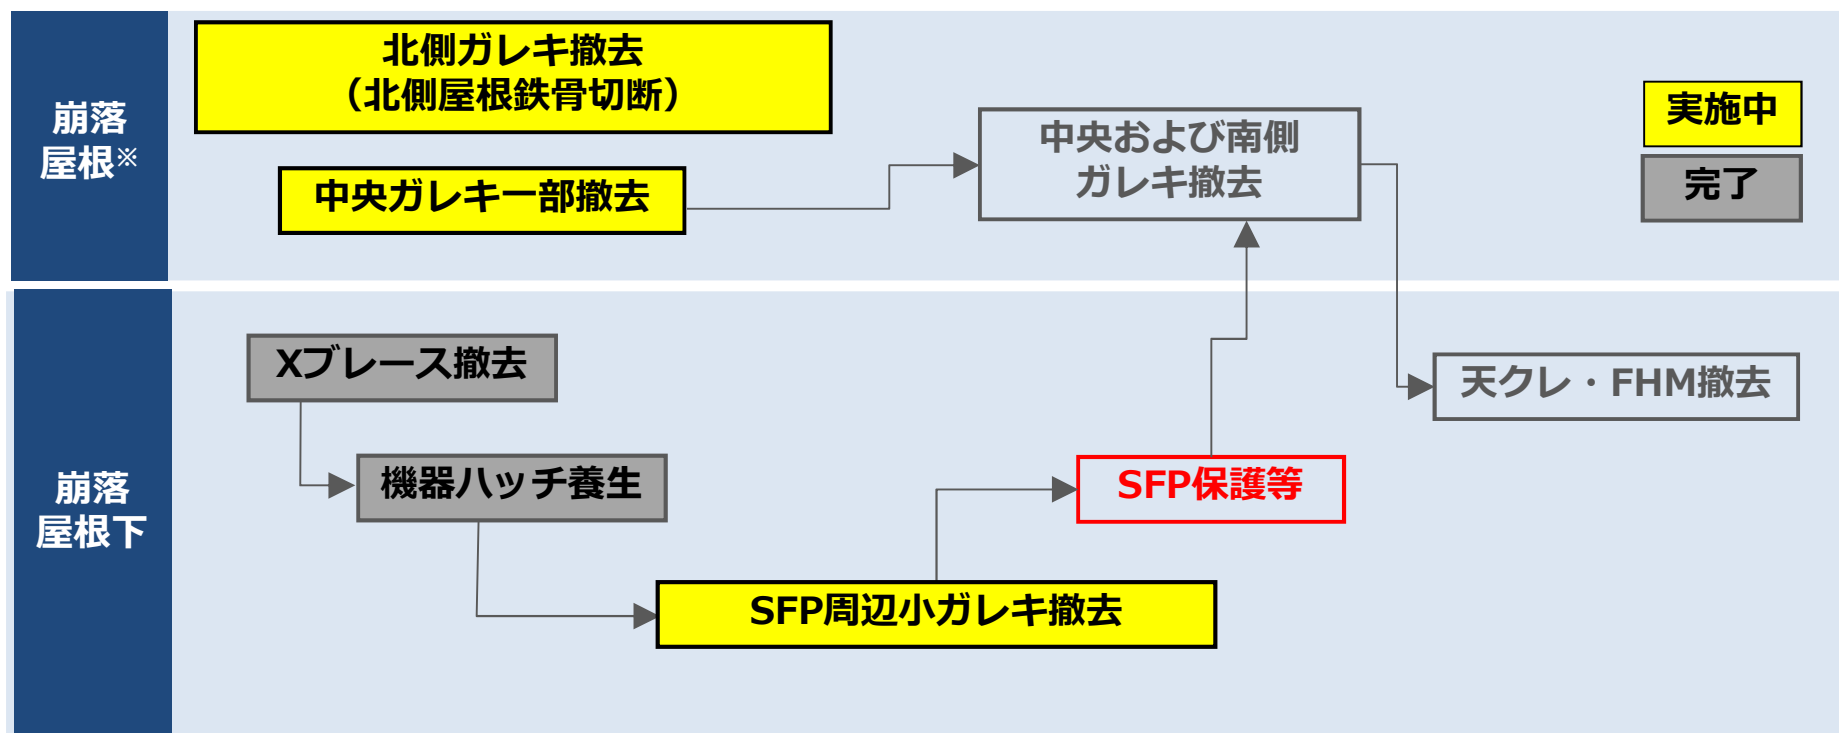 崩落
屋根※
北側ガレキ撤去
（北側屋根鉄骨切断）
中央ガレキ一部撤去
中央および南側
ガレキ撤去
実施中
完了
崩落
屋根下
Xブレース撤去
機器ハッチ養生
SFP周辺小ガレキ撤去
SFP保護等
天クレ・FHM撤去